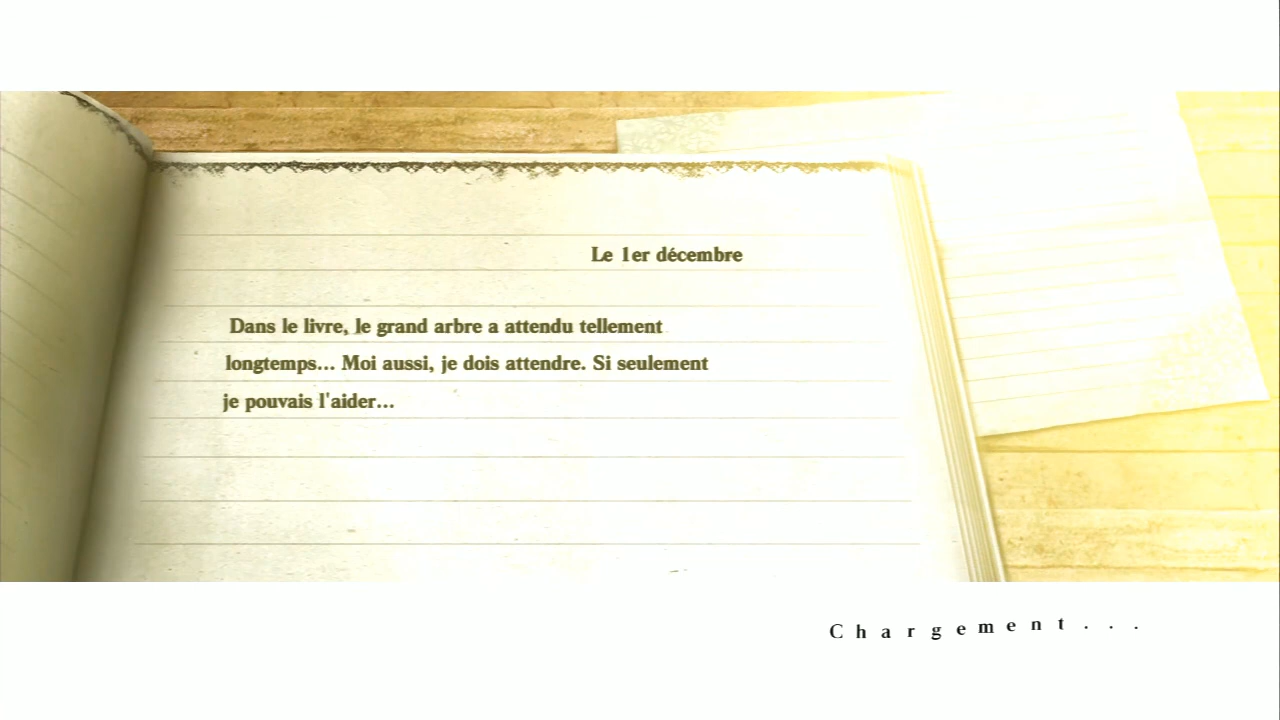 Le 1er décembre
Dans le livre, le grand arbre a attendu tellement
longtemps... Moi aussi, je dois attendre. Si seulement
je pouvais l'aider...
Chargement...